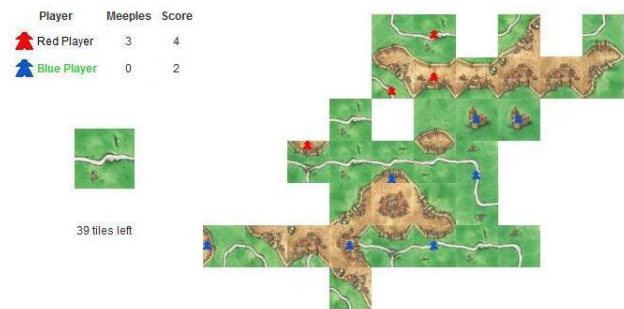 Player Meeples Score
Red Player 3 4
Blue Player 0 2
39 tiles left